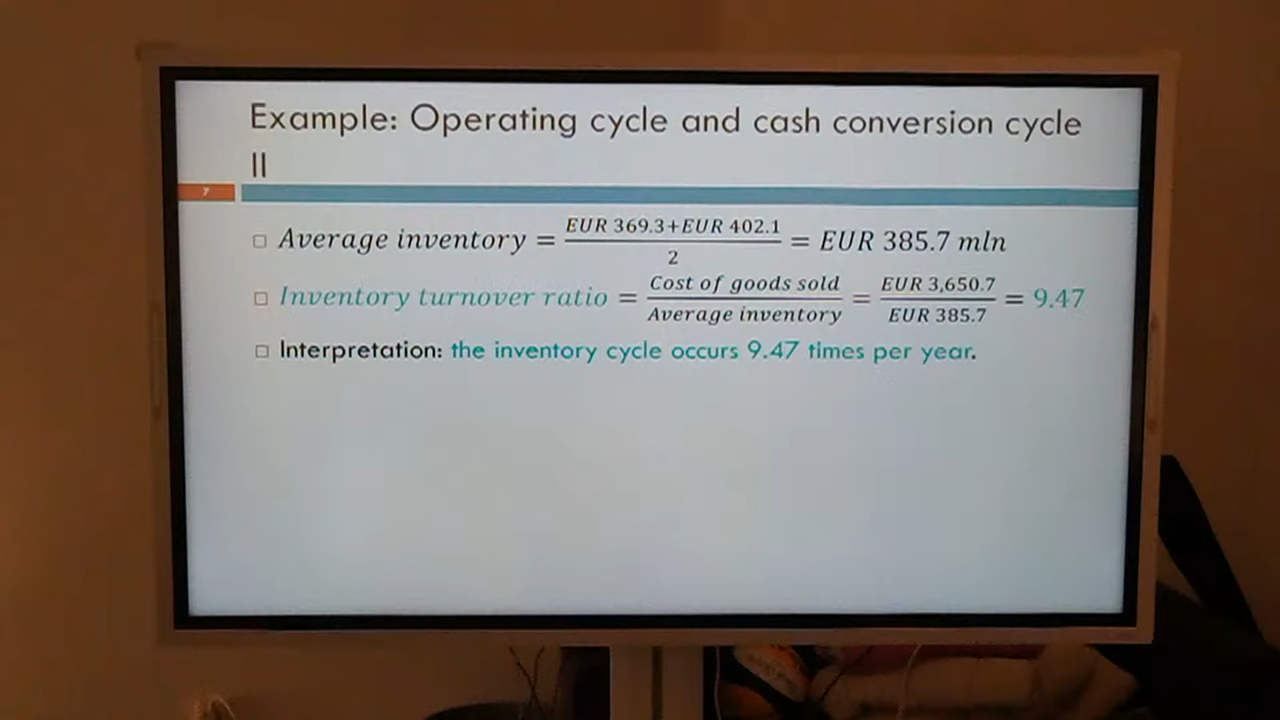 Example: Operating cycle and cash conversion cycle
II
7
□ Average inventory = (EUR 369.3+EUR 402.1)/2 = EUR 385.7 mln
□ Inventory turnover ratio = Cost of goods sold/Average inventory = EUR 3,650.7/EUR 385.7 = 9.47
□ Interpretation: the inventory cycle occurs 9.47 times per year.